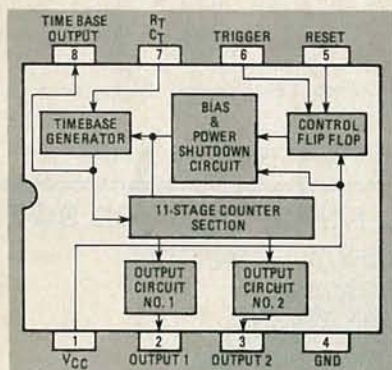 TIME BASE
OUTPUT
RT
CT
TRIGGER
RESET
8
7
6
5
TIMEBASE
GENERATOR
BIAS
&
POWER
SHUTDOWN
CIRCUIT
CONTROL
FLIP FLOP
11-STAGE COUNTER
SECTION
OUTPUT
CIRCUIT
NO. 1
OUTPUT
CIRCUIT
NO. 2
1
2
3
4
VCC
OUTPUT 1
OUTPUT 2
GND